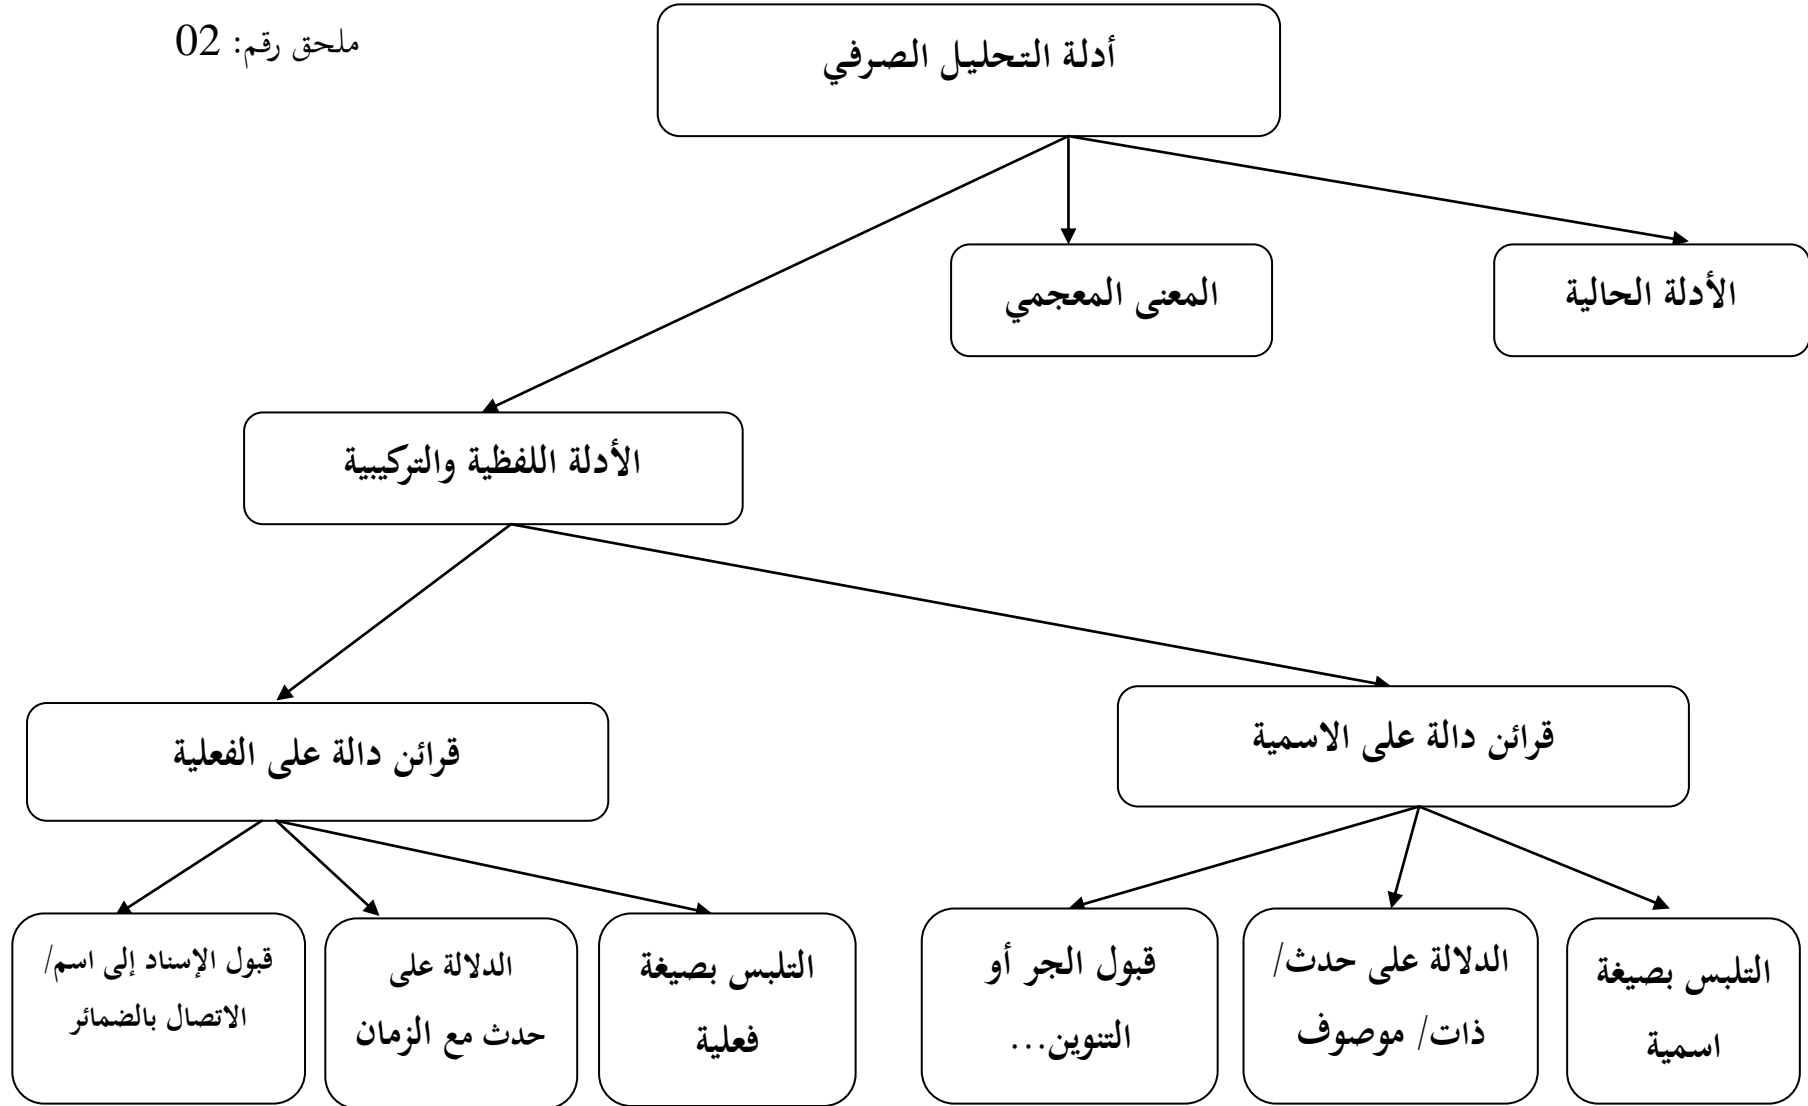 ملحق رقم: 02
أدلة التحليل الصرفي
الأدلة الحالية
المعنى المعجمي
الأدلة اللفظية والتركيبية
قرائن دالة على الاسمية
قرائن دالة على الفعلية
التلبس بصيغة
اسمية
الدلالة على حدث/
ذات/ موصوف
قبول الجر أو
التنوين...
التلبس بصيغة
فعلية
الدلالة على
حدث مع الزمان
قبول الإسناد إلى اسم/
الاتصال بالضمائر